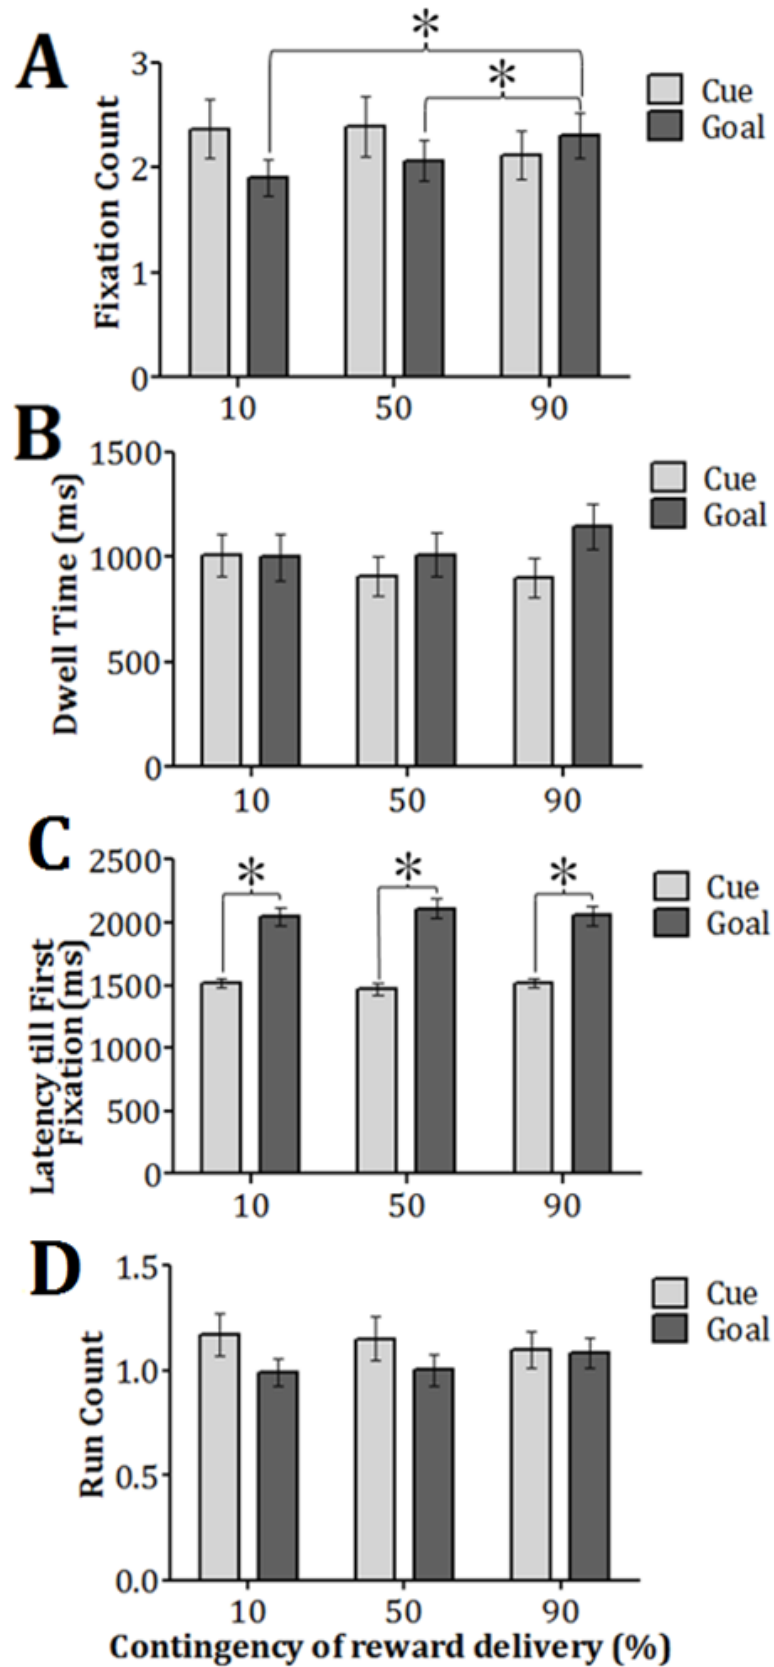 A
*
*
3
2
1
0
Fixation Count
Cue
Goal
10 50 90
B
1500
1000
500
0
Dwell Time (ms)
Cue
Goal
10 50 90
C
* * *
2500
2000
1500
1000
500
0
Latency till First
Fixation (ms)
Cue
Goal
10 50 90
D
1.5
1.0
0.5
0.0
Run Count
Cue
Goal
10 50 90
Contingency of reward delivery (%)